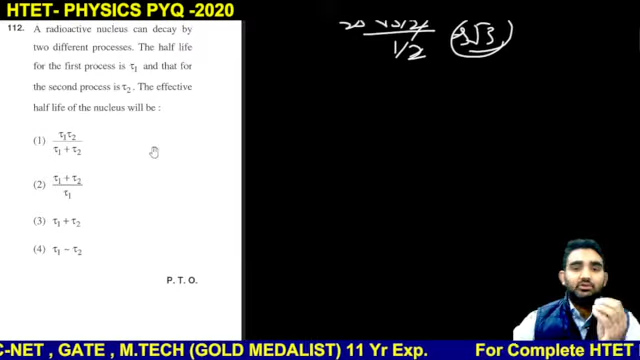 HTET- PHYSICS PYQ -2020
112. A radioactive nucleus can decay by
two different processes. The half life
for the first process is τ₁ and that for
the second process is τ₂. The effective
half life of the nucleus will be :
(1) τ₁τ₂ / τ₁ + τ₂
(2) τ₁ + τ₂ / τ₁
(3) τ₁ + τ₂
(4) τ₁ − τ₂
P. T. O.
1/2
C-NET , GATE , M.TECH (GOLD MEDALIST) 11 Yr Exp. For Complete HTET